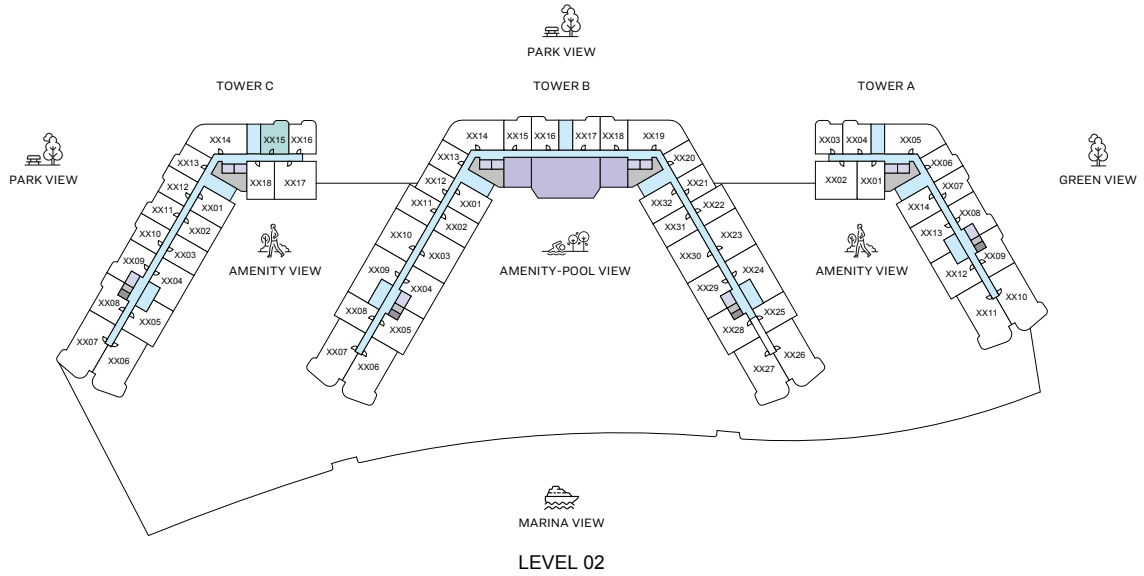 PARK VIEW
TOWER C
TOWER B
TOWER A
PARK VIEW
GREEN VIEW
XX14
XX15
XX16
XX13
XX18
XX17
XX12
XX01
XX11
XX02
XX10
XX03
XX09
XX04
XX08
XX05
XX07
XX06
AMENITY VIEW
XX14
XX15
XX16
XX17
XX18
XX19
XX13
XX20
XX12
XX01
XX21
XX32
XX11
XX02
XX22
XX31
XX10
XX03
XX23
XX30
XX09
XX04
XX24
XX29
XX08
XX05
XX25
XX28
XX07
XX06
XX26
XX27
AMENITY-POOL VIEW
XX03
XX04
XX05
XX02
XX01
XX06
XX07
XX14
XX08
XX13
XX09
XX12
XX10
XX11
AMENITY VIEW
MARINA VIEW
LEVEL 02